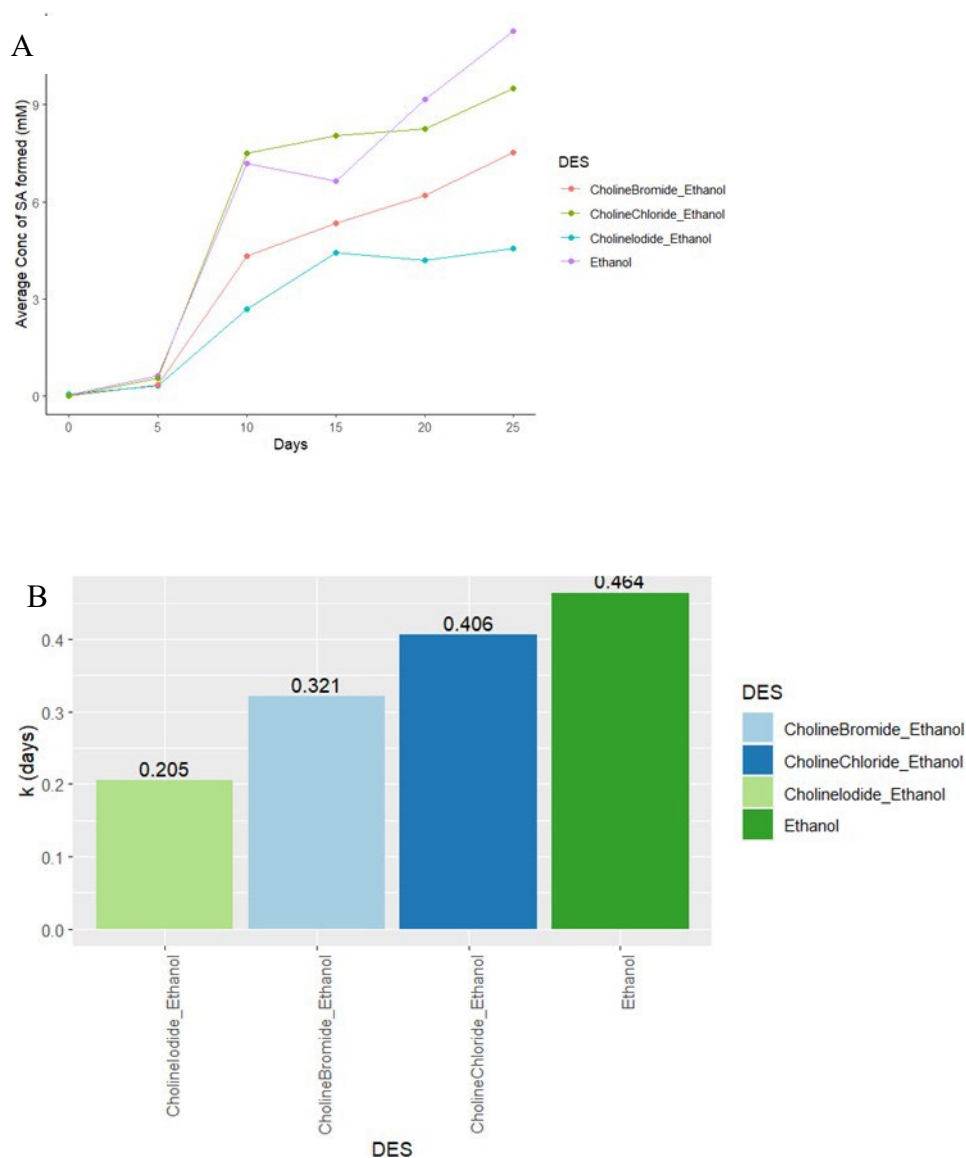 A
Average Conc of SA formed (mM)
9
6
3
0
0 5 10 15 20 25
Days
DES
CholineBromide_Ethanol
CholineChloride_Ethanol
CholineIodide_Ethanol
Ethanol
B
k (days)
0.4
0.3
0.2
0.1
0.0
0.205
0.321
0.406
0.464
CholineIodide_Ethanol
CholineBromide_Ethanol
CholineChloride_Ethanol
Ethanol
DES
DES
CholineBromide_Ethanol
CholineChloride_Ethanol
CholineIodide_Ethanol
Ethanol